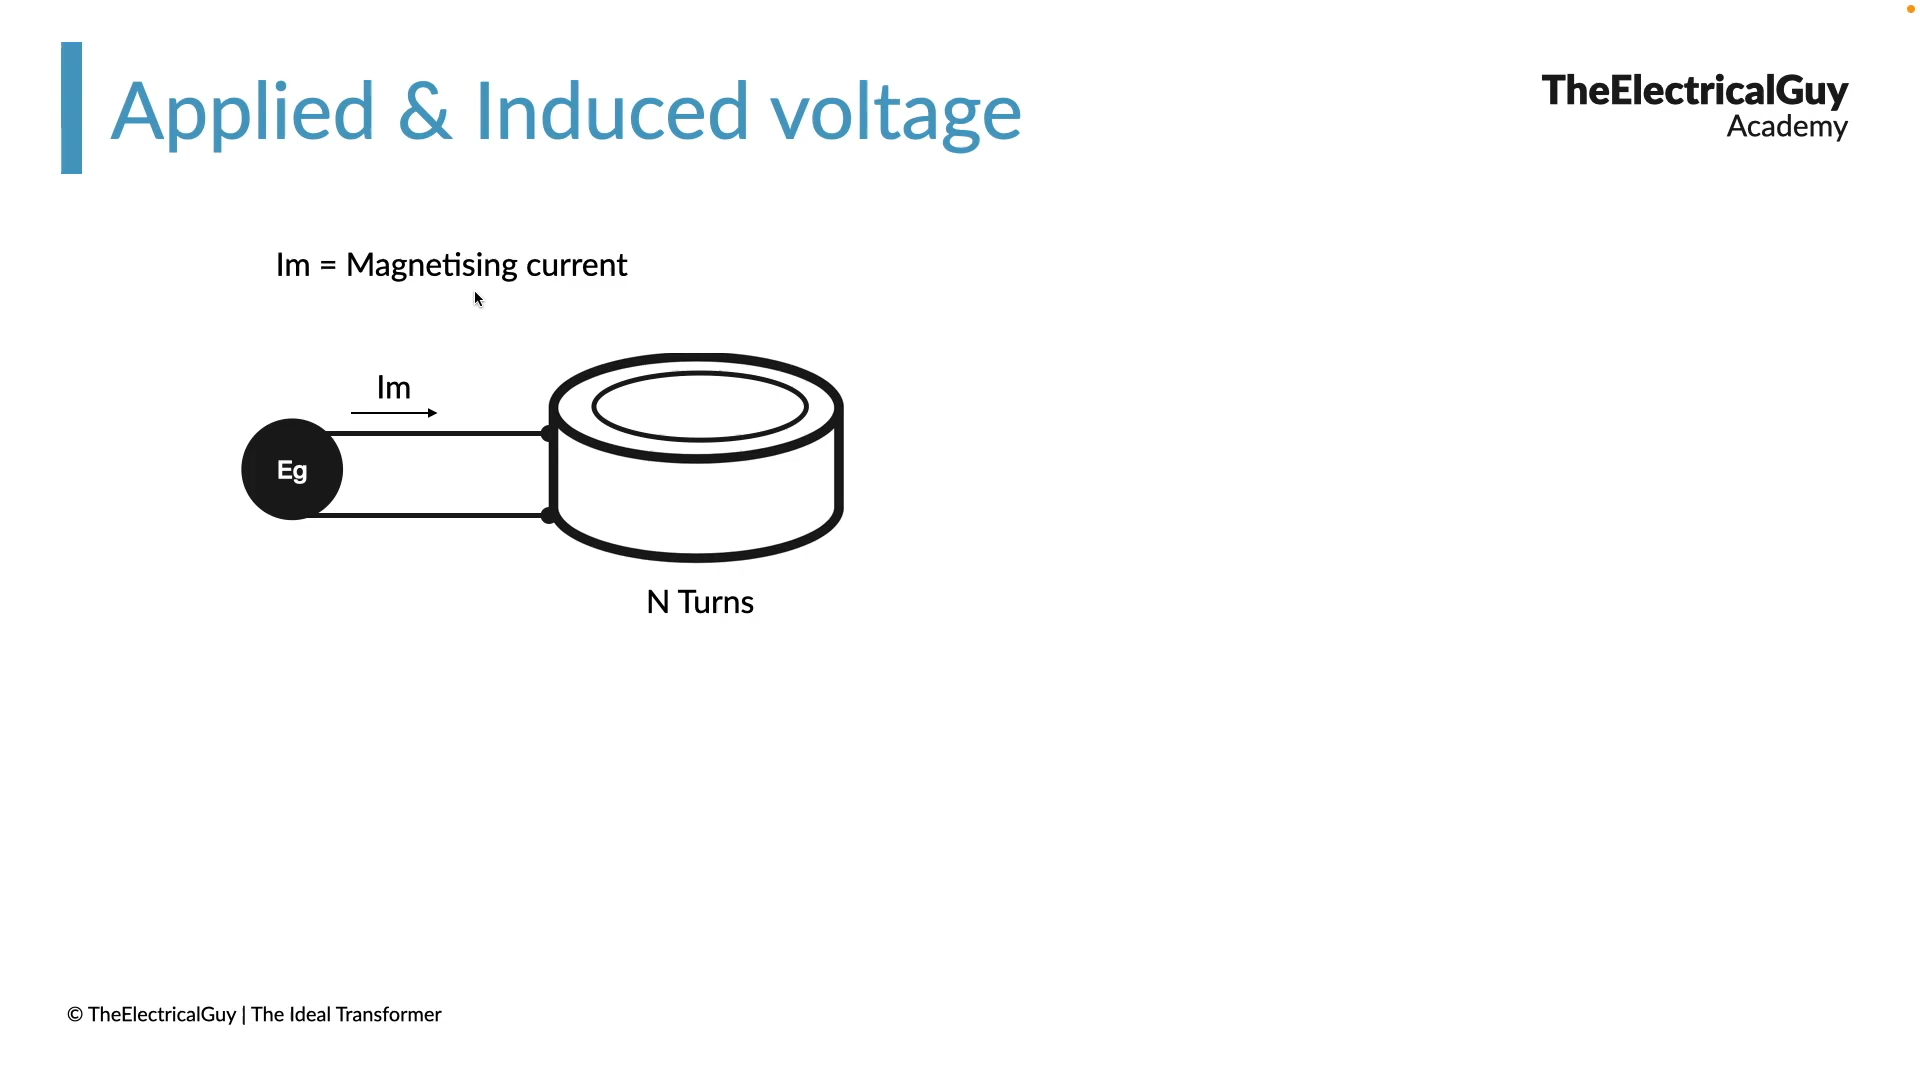 Applied & Induced voltage
TheElectricalGuy
Academy
Im = Magnetising current
Im
Eg
N Turns
© TheElectricalGuy | The Ideal Transformer